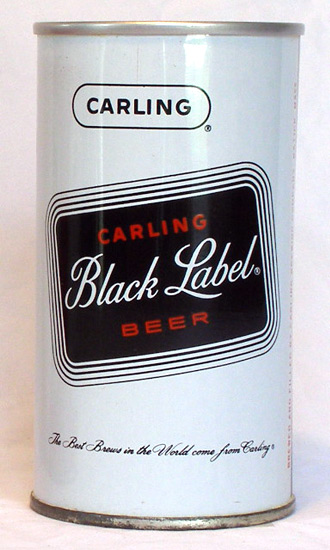 CARLING®
CARLING
Black Label®
BEER
The Best Brews in the World come from Carling®